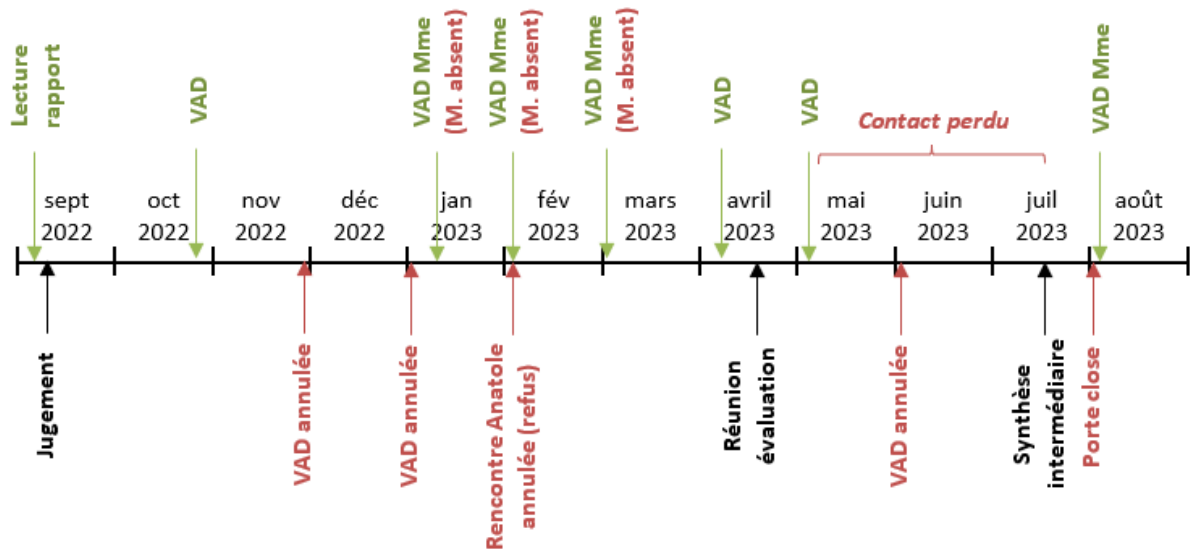 Lecture
rapport
VAD
VAD Mme
(M. absent)
VAD Mme
(M. absent)
VAD Mme
(M. absent)
VAD
VAD
Contact perdu
VAD Mme
sept
2022
oct
2022
nov
2022
déc
2022
jan
2023
fév
2023
mars
2023
avril
2023
mai
2023
juin
2023
juil
2023
août
2023
Jugement
VAD annulée
VAD annulée
Rencontre Anatole
annulée (refus)
Réunion
évaluation
VAD annulée
Synthèse
intermédiaire
Porte close